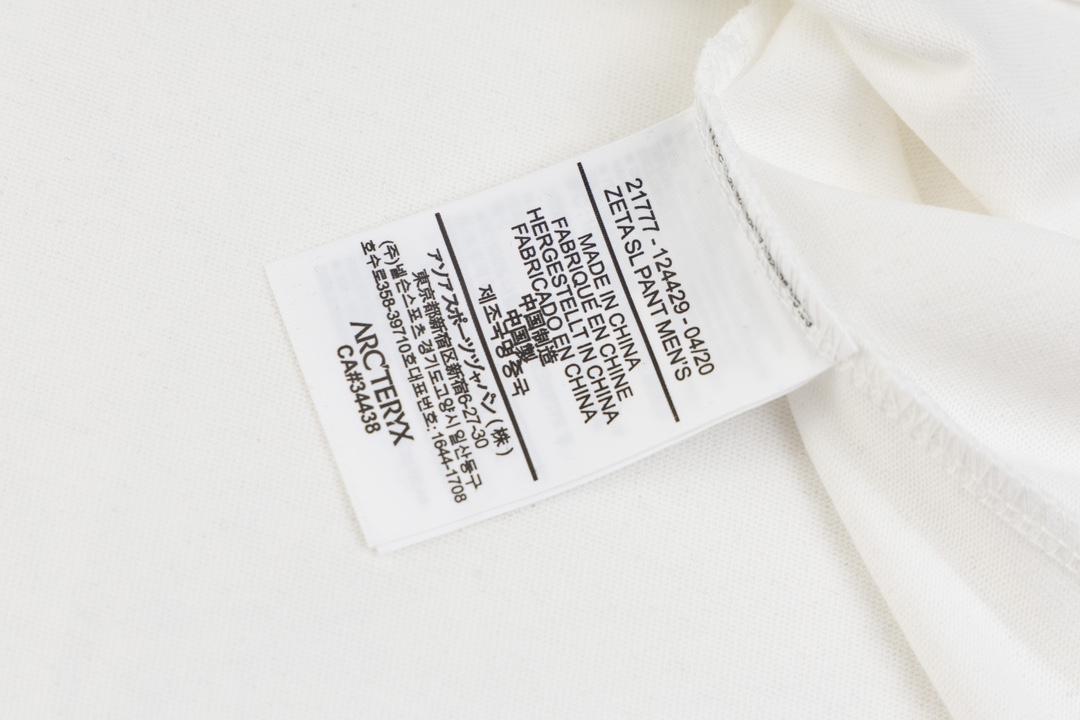 21777 - 124429 - 04/20
ZETA SL PANT MEN'S
MADE IN CHINA
FABRIQUE EN CHINE
HERGESTELLT IN CHINA
FABRICADO EN CHINA
中国制造
中国製
제조국명 중국
アソア スポーツジャパン (株)
東京都新宿区新宿6-27-30
(주)넬슨스포츠 경기도고양시 일산동구
호수로358-39710호대표번호: 1644-1708
ARC'TERYX
CA#34438